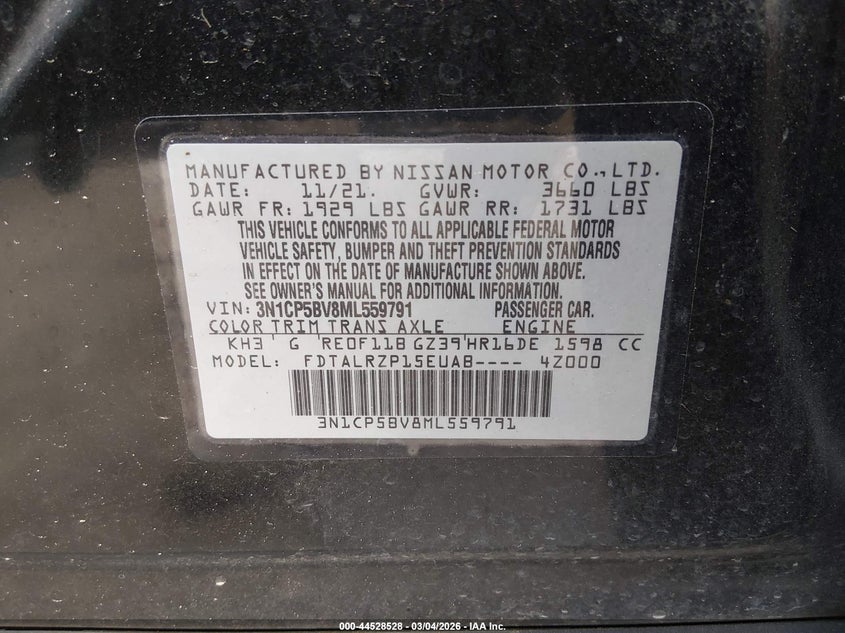 MANUFACTURED BY NISSAN MOTOR CO.,LTD.
DATE: 11/21. GVWR: 3660 LBS
GAWR FR: 1929 LBS GAWR RR: 1731 LBS
THIS VEHICLE CONFORMS TO ALL APPLICABLE FEDERAL MOTOR
VEHICLE SAFETY, BUMPER AND THEFT PREVENTION STANDARDS
IN EFFECT ON THE DATE OF MANUFACTURE SHOWN ABOVE.
SEE OWNER'S MANUAL FOR ADDITIONAL INFORMATION.
VIN: 3N1CP5BV8ML559791 PASSENGER CAR.
COLOR TRIM TRANS AXLE ENGINE
KH3 G RE0F11B GZ39 HR16DE 1598 CC
MODEL: FDTALRZP15EUAB---- 4Z000
3N1CP5BV8ML559791
000-44528528 - 03/04/2026 - IAA Inc.